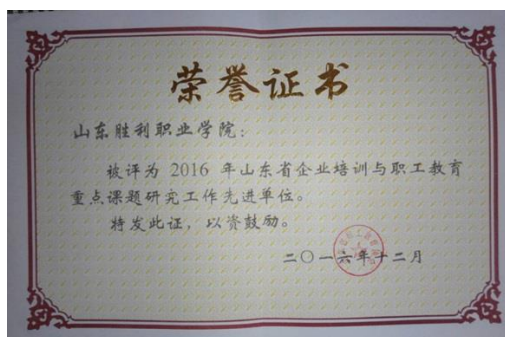 荣誉证书
山东胜利职业学院：
被评为 2016 年山东省企业培训与职工教育
重点课题研究工作先进单位。
特发此证，以资鼓励。
二〇一六年十二月